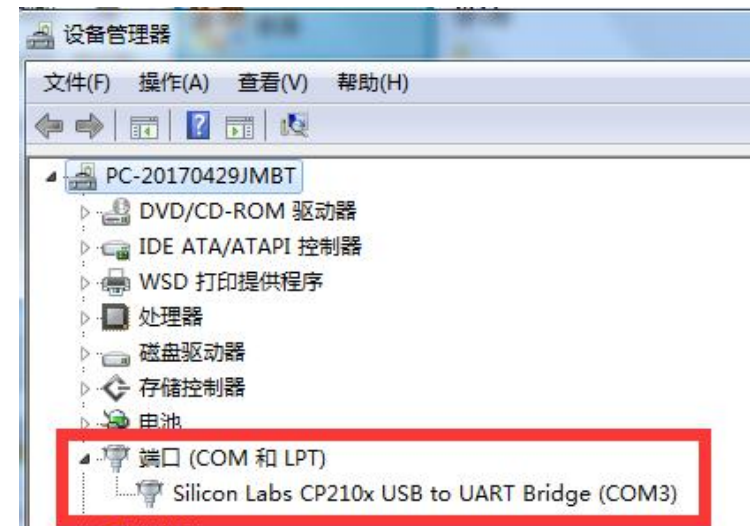 设备管理器
文件(F) 操作(A) 查看(V) 帮助(H)
PC-20170429JMBT
DVD/CD-ROM 驱动器
IDE ATA/ATAPI 控制器
WSD 打印提供程序
处理器
磁盘驱动器
存储控制器
电池
端口 (COM 和 LPT)
Silicon Labs CP210x USB to UART Bridge (COM3)